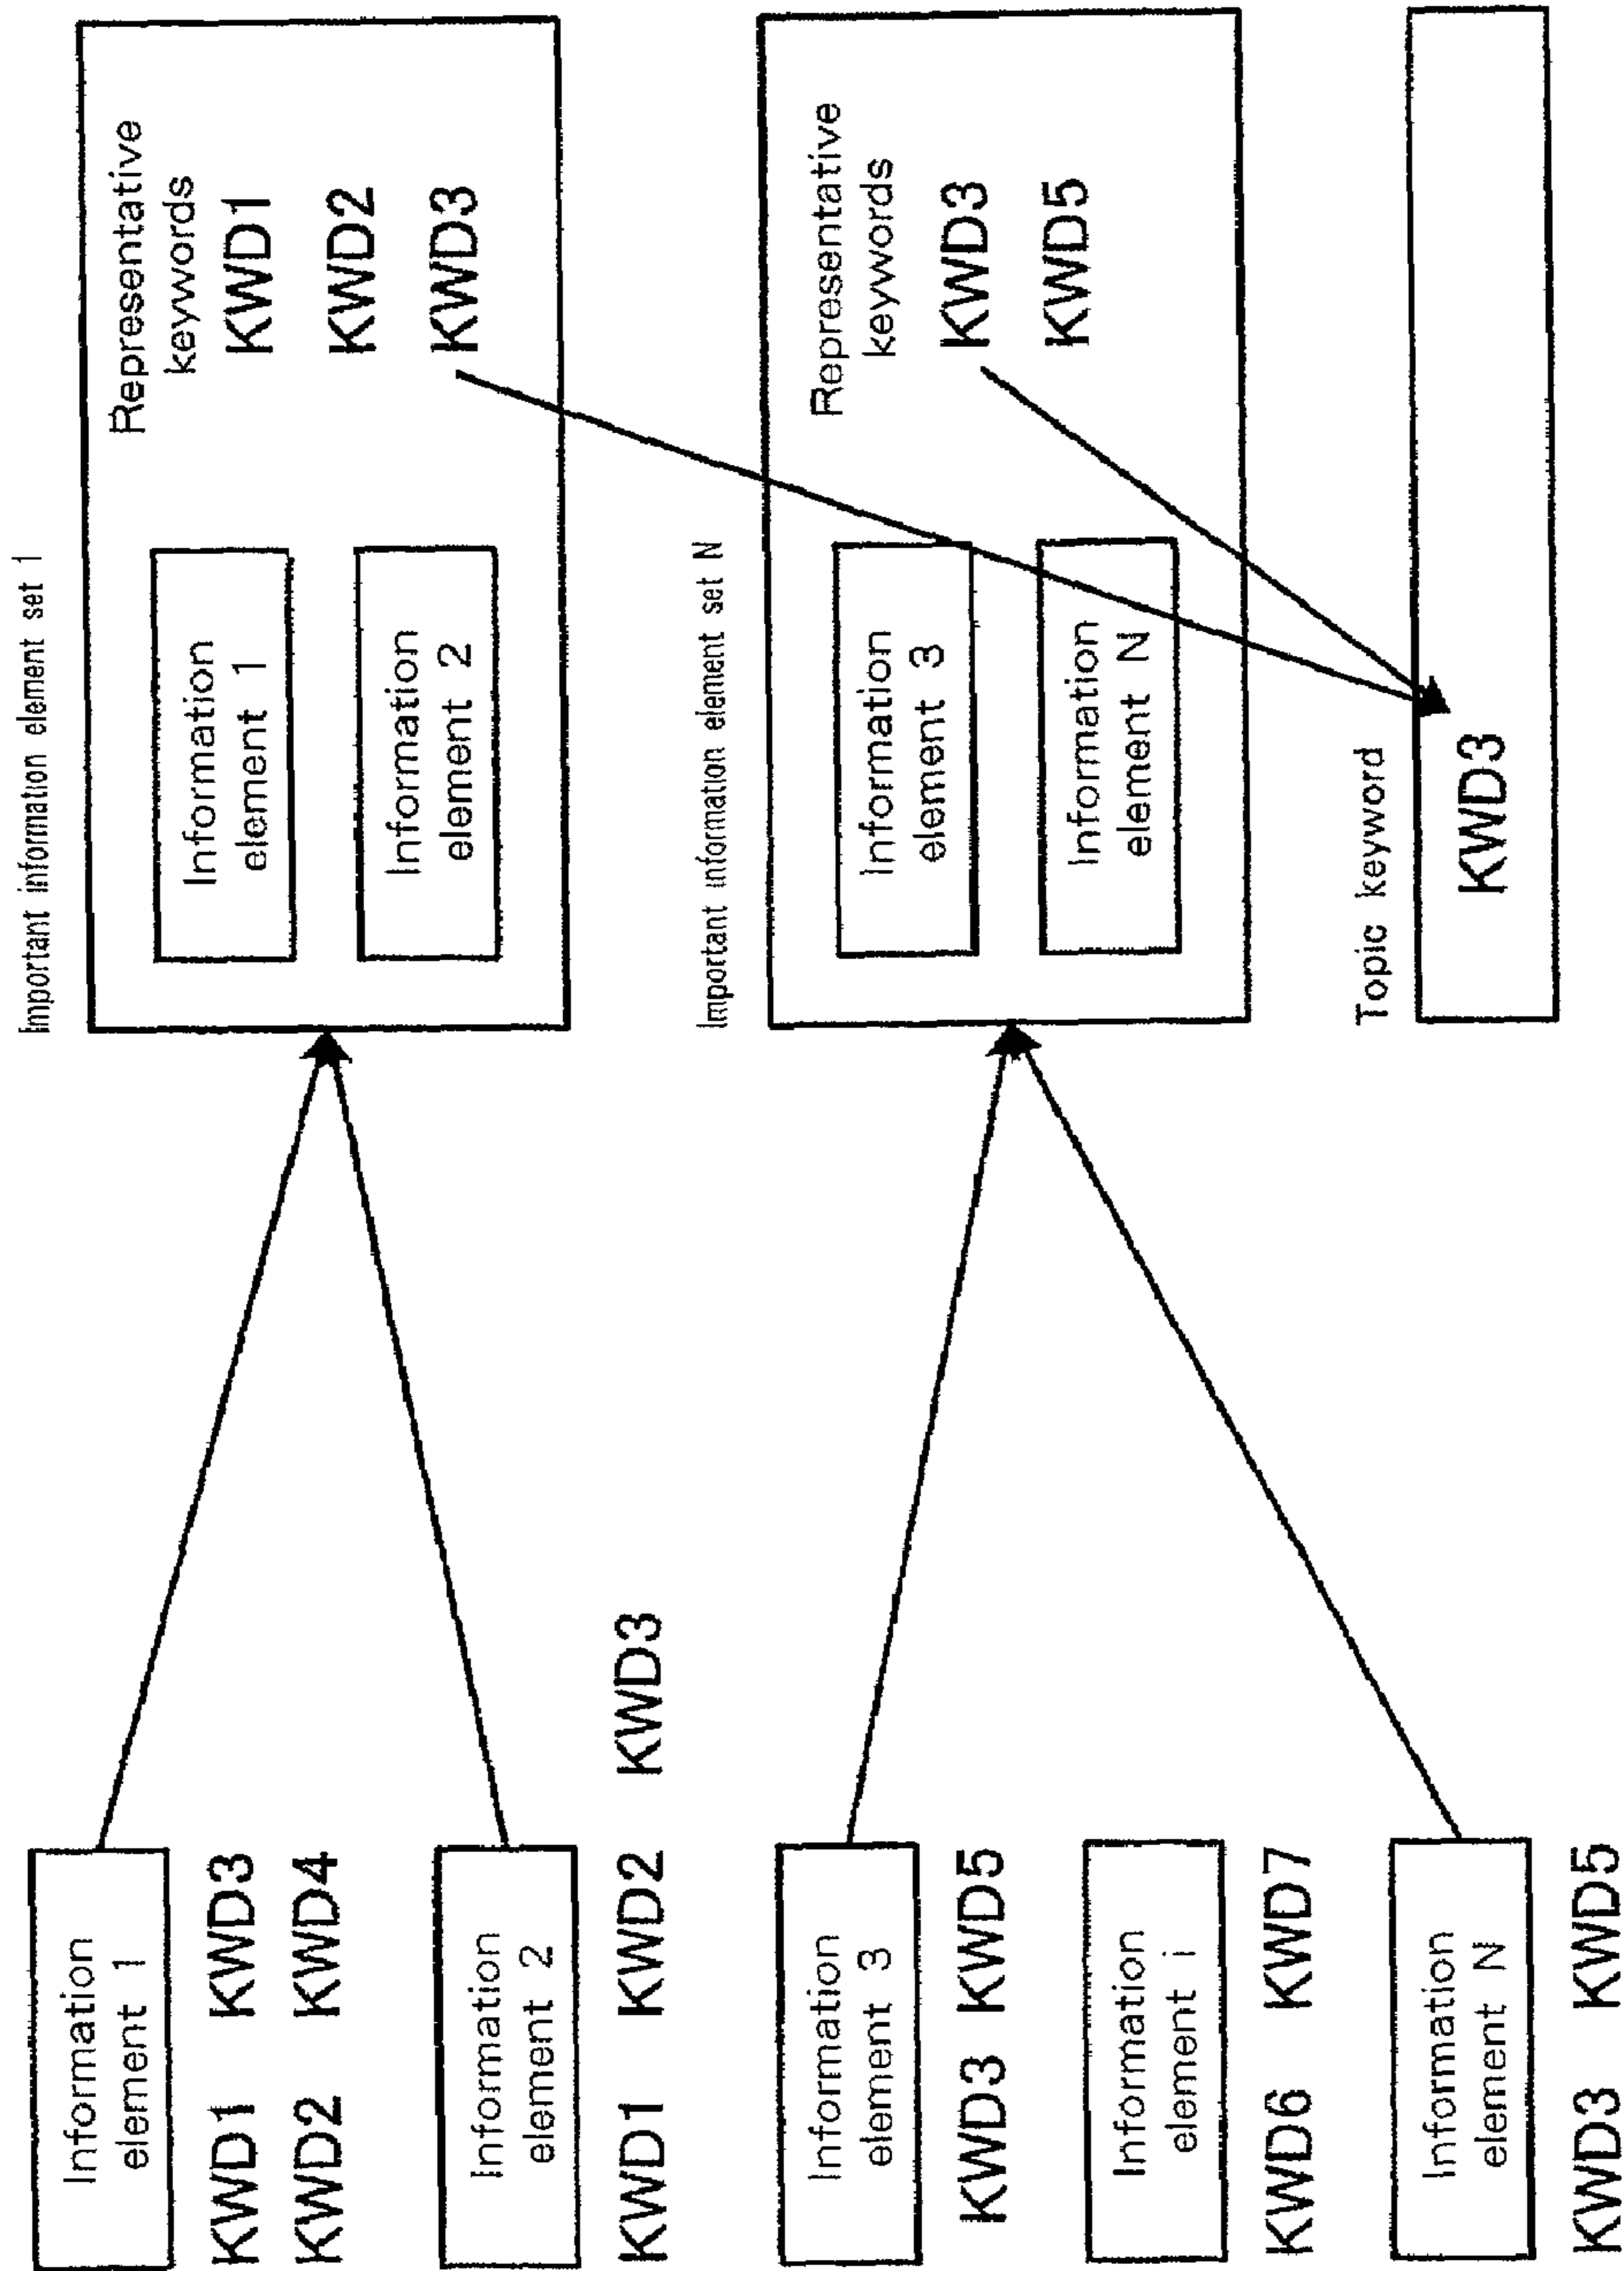 Information
element 1
KWD1 KWD3
KWD2 KWD4
Information
element 2
KWD1 KWD2 KWD3
Information
element 3
KWD3 KWD5
Information
element i
KWD6 KWD7
Information
element N
KWD3 KWD5
Important information element set 1
Information
element 1
Information
element 2
Representative
keywords
KWD1
KWD2
KWD3
Important information element set N
Information
element 3
Information
element N
Representative
keywords
KWD3
KWD5
Topic keyword
KWD3